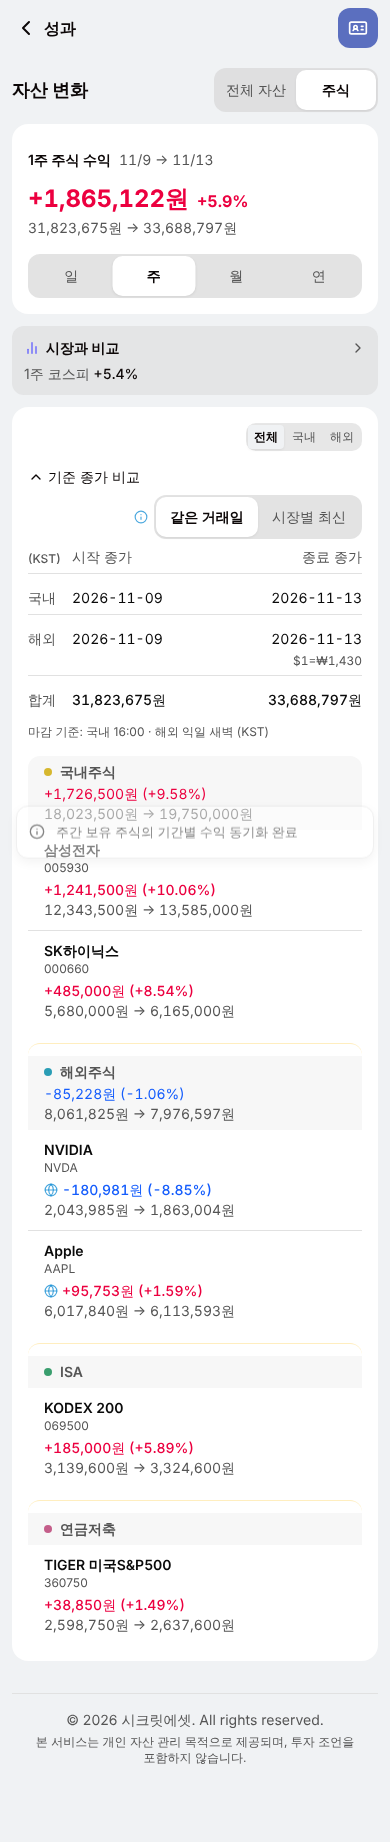 성과
자산 변화
전체 자산 주식
1주 주식 수익 11/9 → 11/13
+1,865,122원 +5.9%
31,823,675원 → 33,688,797원
일 주 월 연
시장과 비교
1주 코스피 +5.4%
전체 국내 해외
기준 종가 비교
같은 거래일 시장별 최신
(KST) 시작 종가 종료 종가
국내 2026-11-09 2026-11-13
해외 2026-11-09 2026-11-13
$1=₩1,430
합계 31,823,675원 33,688,797원
마감 기준: 국내 16:00 · 해외 익일 새벽 (KST)
국내주식
+1,726,500원 (+9.58%)
18,023,500원 → 19,750,000원
주간 보유 주식의 기간별 수익 동기화 완료
삼성전자
005930
+1,241,500원 (+10.06%)
12,343,500원 → 13,585,000원
SK하이닉스
000660
+485,000원 (+8.54%)
5,680,000원 → 6,165,000원
해외주식
-85,228원 (-1.06%)
8,061,825원 → 7,976,597원
NVIDIA
NVDA
-180,981원 (-8.85%)
2,043,985원 → 1,863,004원
Apple
AAPL
+95,753원 (+1.59%)
6,017,840원 → 6,113,593원
ISA
KODEX 200
069500
+185,000원 (+5.89%)
3,139,600원 → 3,324,600원
연금저축
TIGER 미국S&P500
360750
+38,850원 (+1.49%)
2,598,750원 → 2,637,600원
© 2026 시크릿에셋. All rights reserved.
본 서비스는 개인 자산 관리 목적으로 제공되며, 투자 조언을
포함하지 않습니다.